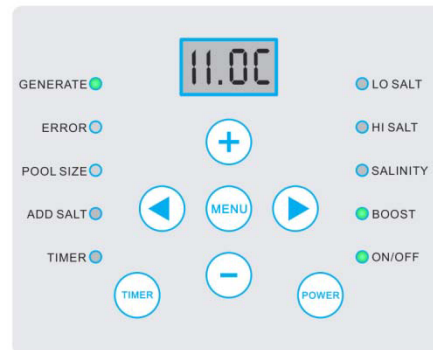 11.0C
GENERATE
LO SALT
ERROR
+
HI SALT
POOL SIZE
SALINITY
MENU
ADD SALT
BOOST
TIMER
−
ON/OFF
TIMER
POWER